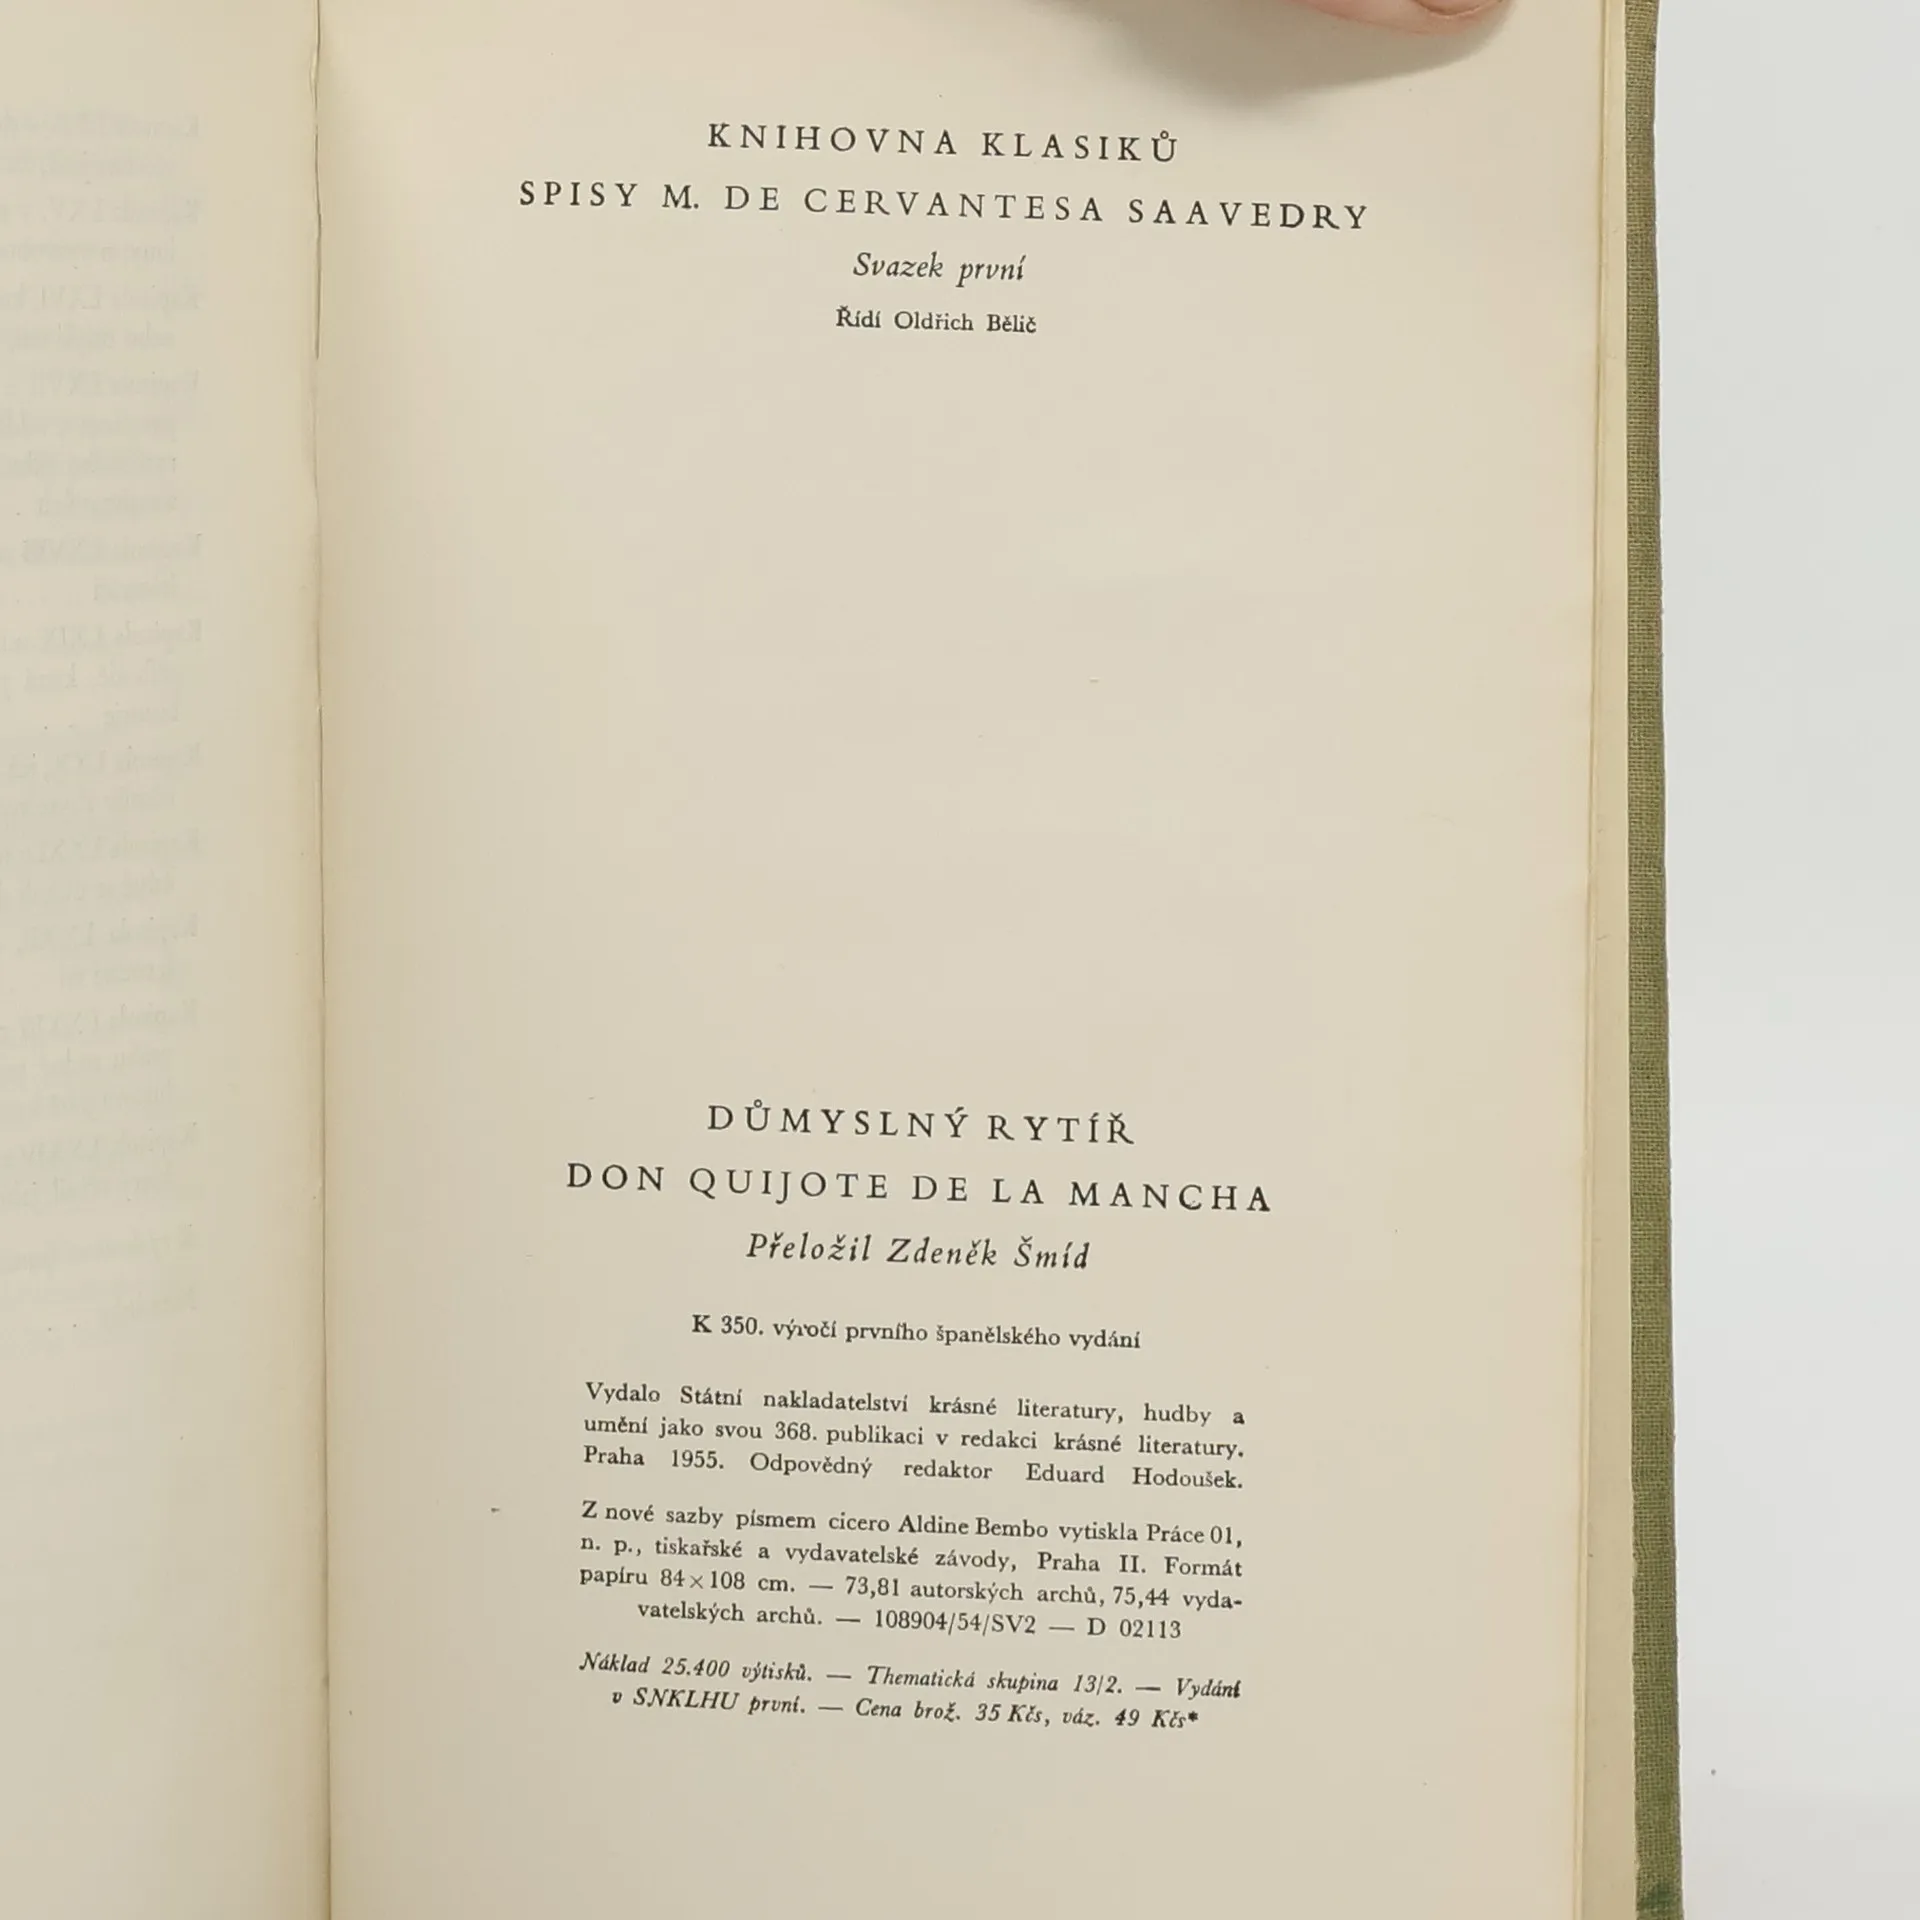 KNIHOVNA KLASIKŮ
SPISY M. DE CERVANTESA SAAVEDRY
Svazek první
Řídí Oldřich Bělič
DŮMYSLNÝ RYTÍŘ
DON QUIJOTE DE LA MANCHA
Přeložil Zdeněk Šmíd
K 350. výročí prvního španělského vydání
Vydalo Státní nakladatelství krásné literatury, hudby a
umění jako svou 368. publikaci v redakci krásné literatury.
Praha 1955. Odpovědný redaktor Eduard Hodoušek.
Z nové sazby písmem cicero Aldine Bembo vytiskla Práce 01,
n. p., tiskařské a vydavatelské závody, Praha II. Formát
papíru 84×108 cm. — 73,81 autorských archů, 75,44 vyda-
vatelských archů. — 108904/54/SV2 — D 02113
Náklad 25.400 výtisků. — Thematická skupina 13/2. — Vydání
v SNKLHU první. — Cena brož. 35 Kčs, váz. 49 Kčs*